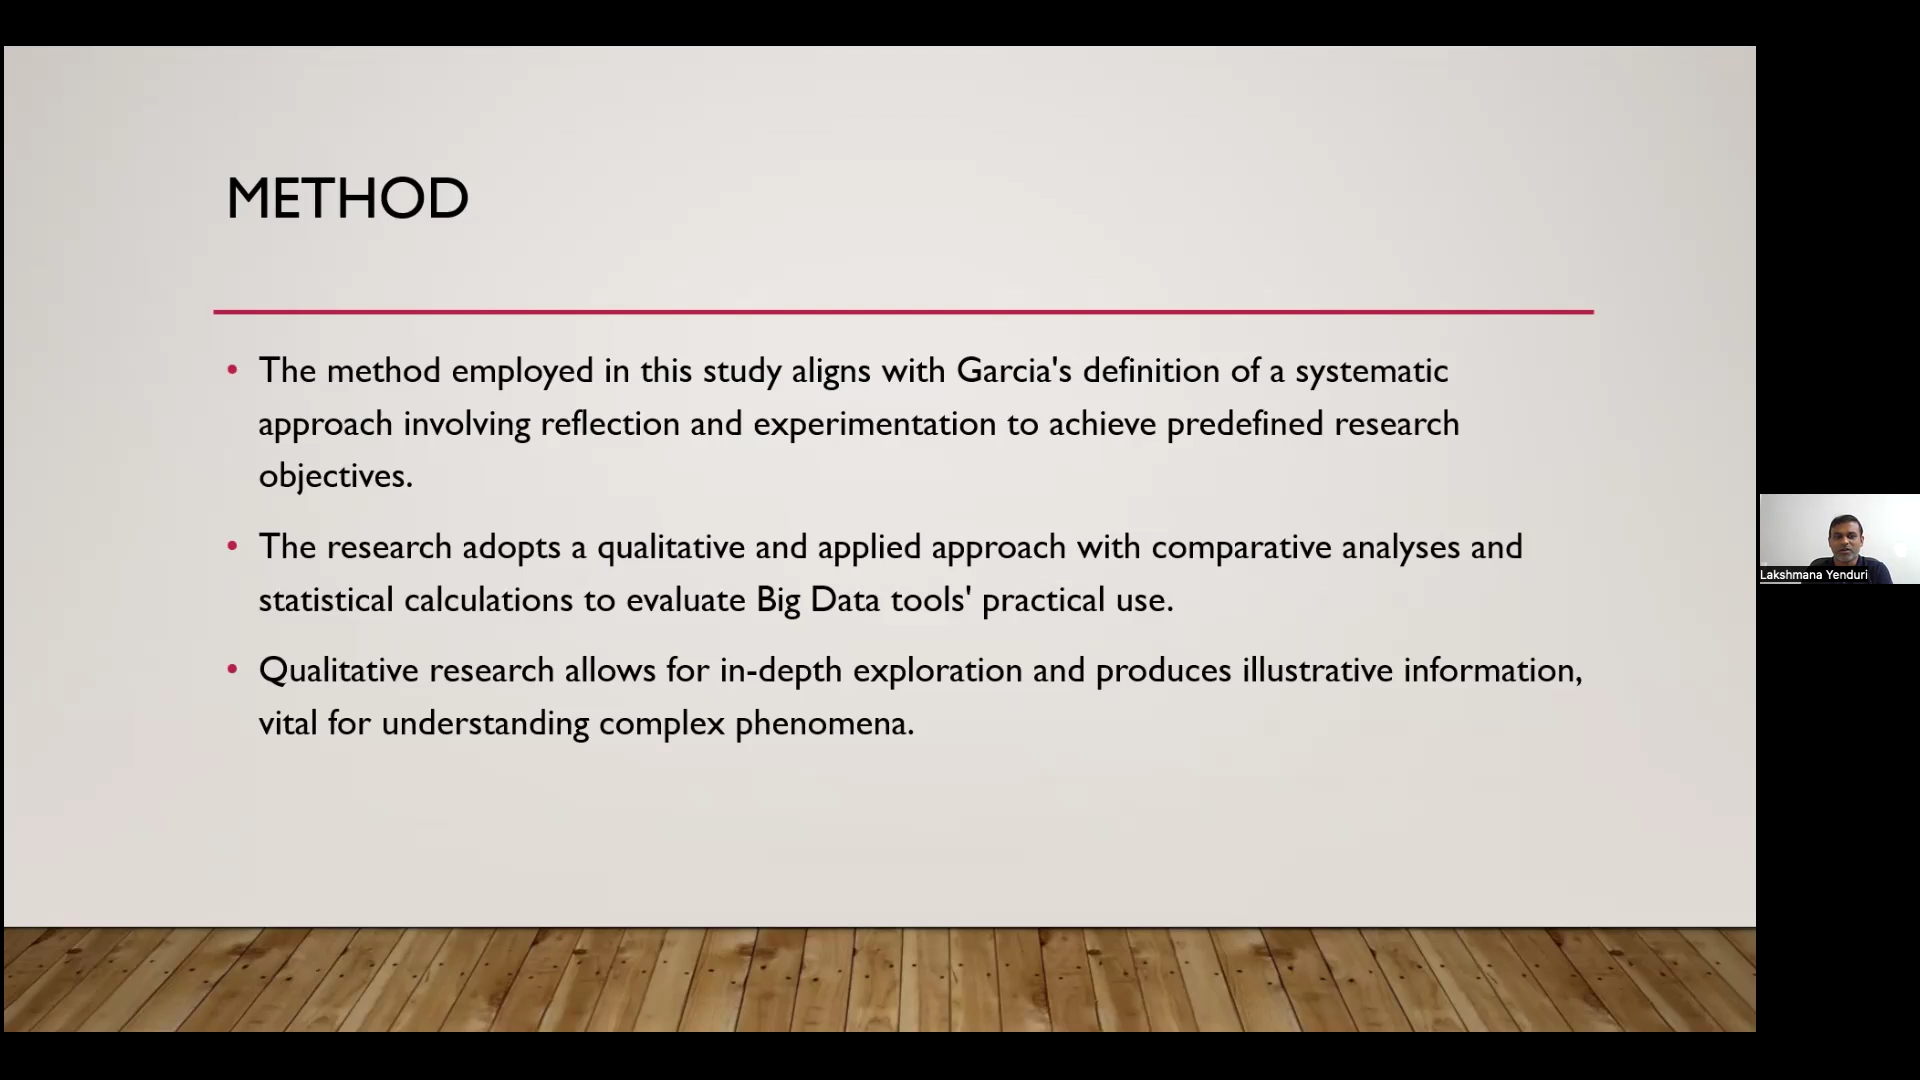 METHOD
• The method employed in this study aligns with Garcia's definition of a systematic
approach involving reflection and experimentation to achieve predefined research
objectives.
• The research adopts a qualitative and applied approach with comparative analyses and
statistical calculations to evaluate Big Data tools' practical use.
• Qualitative research allows for in-depth exploration and produces illustrative information,
vital for understanding complex phenomena.
Lakshmana Yenduri